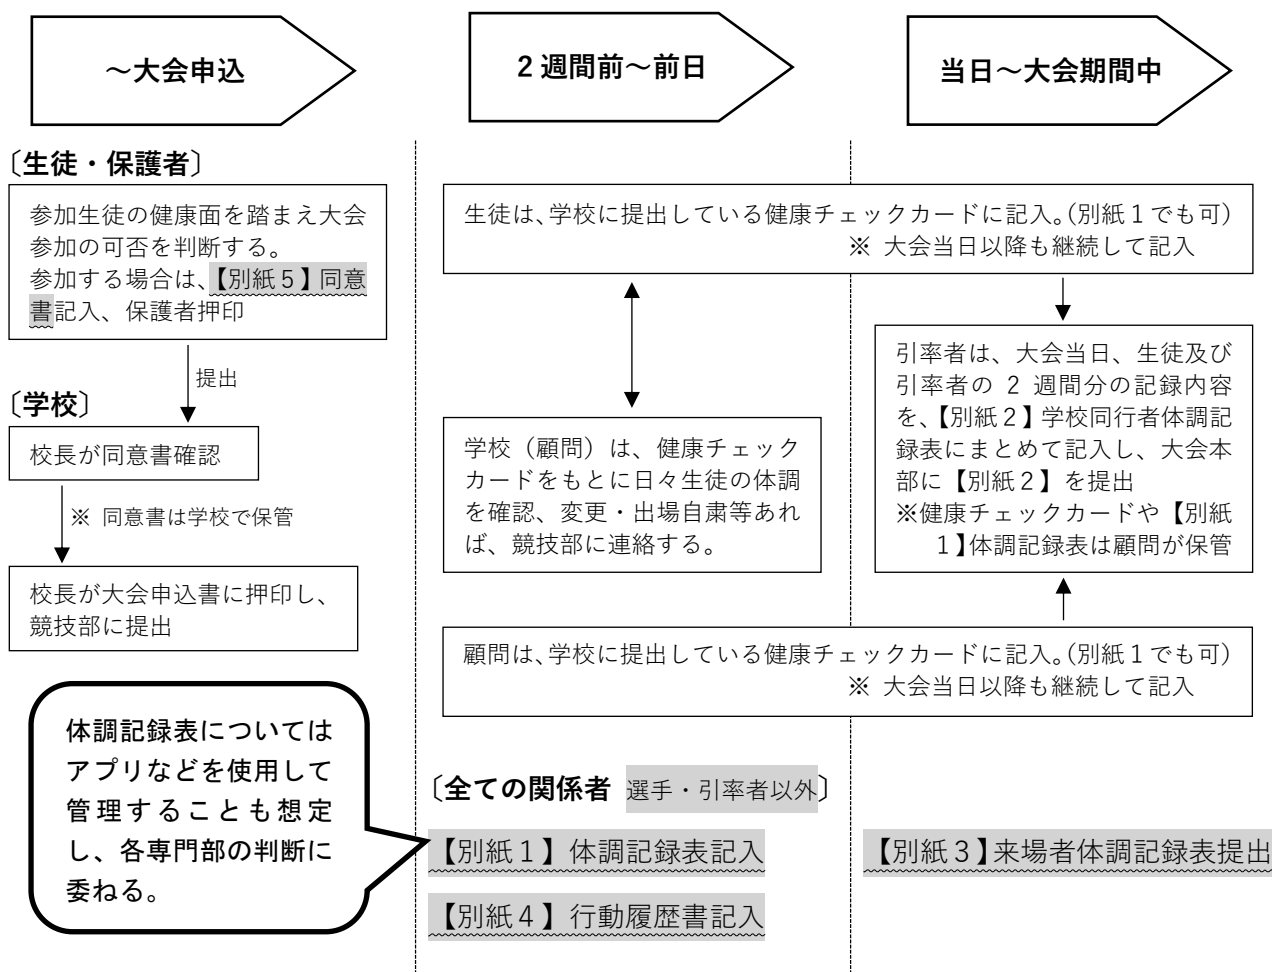 ～大会申込
2 週間前～前日
当日～大会期間中
〔生徒・保護者〕
参加生徒の健康面を踏まえ大会
参加の可否を判断する。
参加する場合は、【別紙５】同意
書記入、保護者押印
提出
〔学校〕
校長が同意書確認
※ 同意書は学校で保管
校長が大会申込書に押印し、
競技部に提出
体調記録表については
アプリなどを使用して
管理することも想定
し、各専門部の判断に
委ねる。
生徒は、学校に提出している健康チェックカードに記入。（別紙１でも可）
※ 大会当日以降も継続して記入
学校（顧問）は、健康チェック
カードをもとに日々生徒の体調
を確認、変更・出場自粛等あれ
ば、競技部に連絡する。
引率者は、大会当日、生徒及び
引率者の 2 週間分の記録内容
を、【別紙２】学校同行者体調記
録表にまとめて記入し、大会本
部に【別紙２】を提出
※健康チェックカードや【別紙
１】体調記録表は顧問が保管
顧問は、学校に提出している健康チェックカードに記入。（別紙１でも可）
※ 大会当日以降も継続して記入
〔全ての関係者 選手・引率者以外〕
【別紙１】体調記録表記入
【別紙３】来場者体調記録表提出
【別紙４】行動履歴書記入